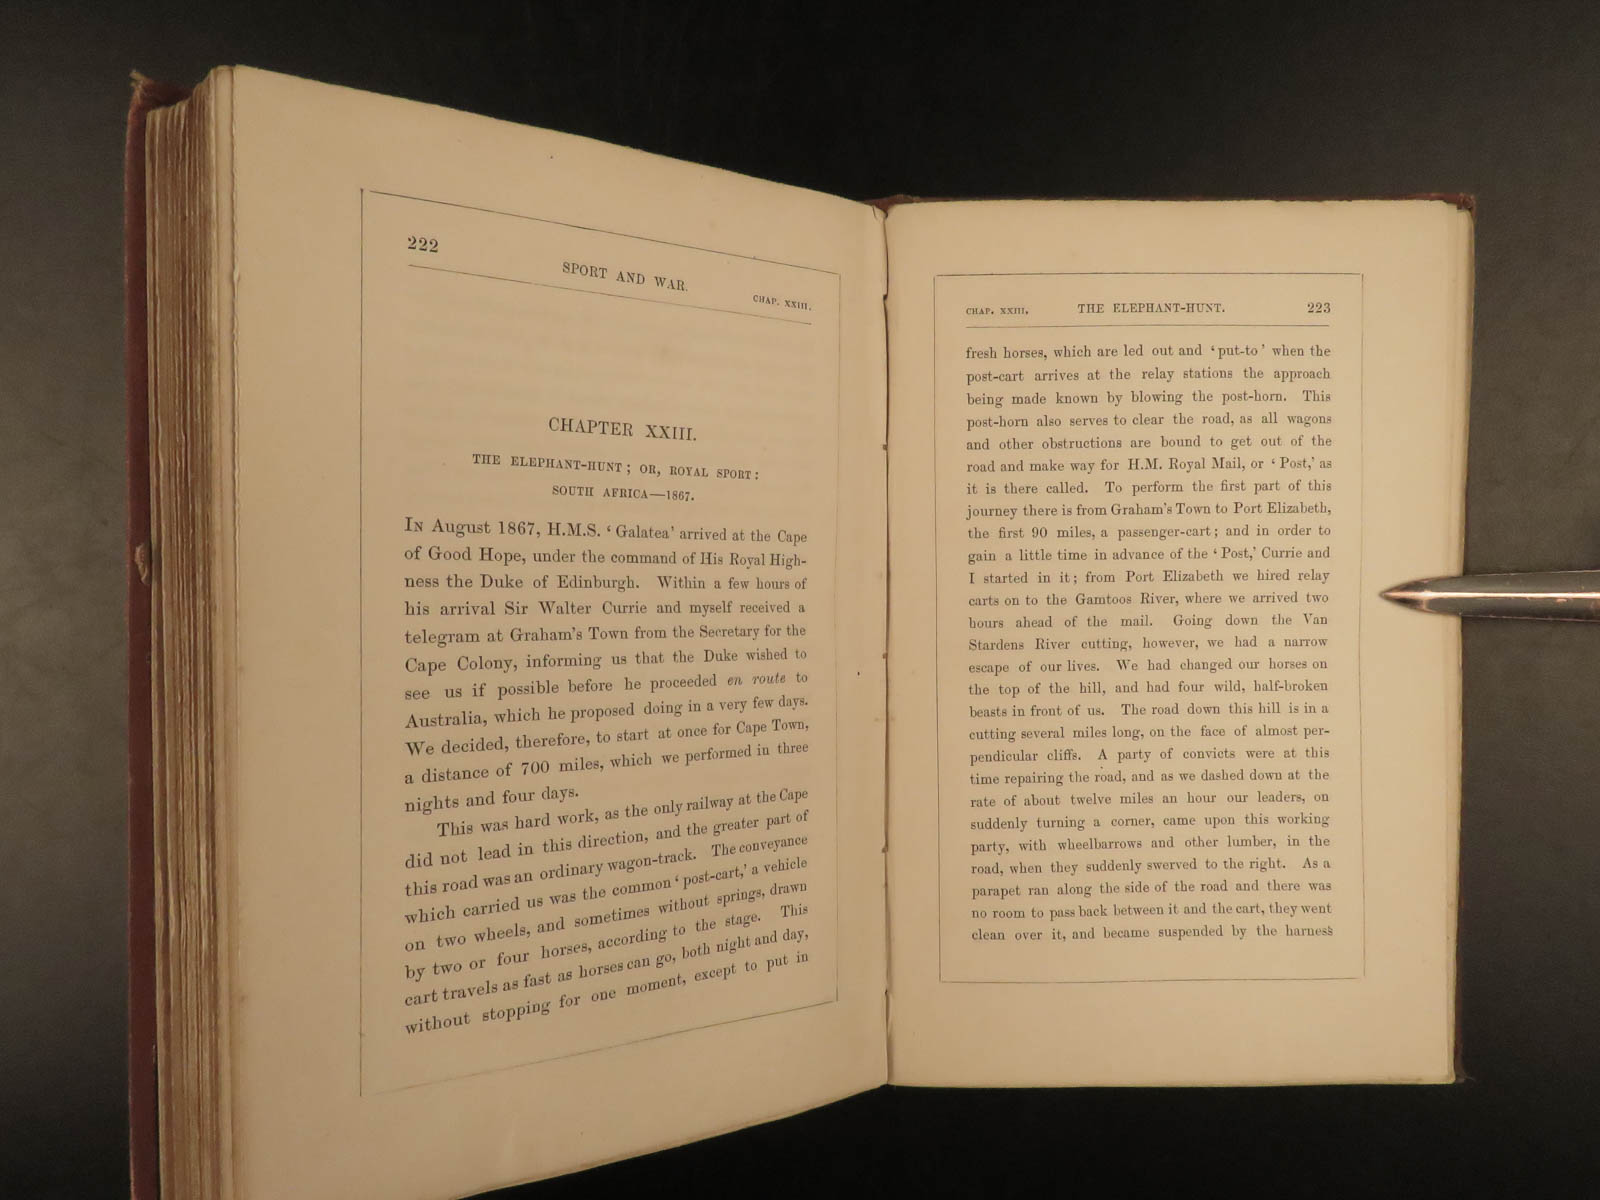 222
SPORT AND WAR.
CHAP. XXIII.
CHAPTER XXIII.
THE ELEPHANT-HUNT; OR, ROYAL SPORT:
SOUTH AFRICA—1867.
IN August 1867, H.M.S. ‘Galatea’ arrived at the Cape
of Good Hope, under the command of His Royal High-
ness the Duke of Edinburgh. Within a few hours of
his arrival Sir Walter Currie and myself received a
telegram at Graham's Town from the Secretary for the
Cape Colony, informing us that the Duke wished to
see us if possible before he proceeded en route to
Australia, which he proposed doing in a very few days.
We decided, therefore, to start at once for Cape Town,
a distance of 700 miles, which we performed in three
nights and four days.
This was hard work, as the only railway at the Cape
did not lead in this direction, and the greater part of
this road was an ordinary wagon-track. The conveyance
which carried us was the common ‘post-cart,’ a vehicle
on two wheels, and sometimes without springs, drawn
by two or four horses, according to the stage. This
cart travels as fast as horses can go, both night and day,
without stopping for one moment, except to put in
CHAP. XXIII. THE ELEPHANT-HUNT. 223
fresh horses, which are led out and ‘put-to’ when the
post-cart arrives at the relay stations the approach
being made known by blowing the post-horn. This
post-horn also serves to clear the road, as all wagons
and other obstructions are bound to get out of the
road and make way for H.M. Royal Mail, or ‘Post,’ as
it is there called. To perform the first part of this
journey there is from Graham's Town to Port Elizabeth,
the first 90 miles, a passenger-cart; and in order to
gain a little time in advance of the ‘Post,’ Currie and
I started in it; from Port Elizabeth we hired relay
carts on to the Gamtoos River, where we arrived two
hours ahead of the mail. Going down the Van
Stardens River cutting, however, we had a narrow
escape of our lives. We had changed our horses on
the top of the hill, and had four wild, half-broken
beasts in front of us. The road down this hill is in a
cutting several miles long, on the face of almost per-
pendicular cliffs. A party of convicts were at this
time repairing the road, and as we dashed down at the
rate of about twelve miles an hour our leaders, on
suddenly turning a corner, came upon this working
party, with wheelbarrows and other lumber, in the
road, when they suddenly swerved to the right. As a
parapet ran along the side of the road and there was
no room to pass back between it and the cart, they went
clean over it, and became suspended by the harness